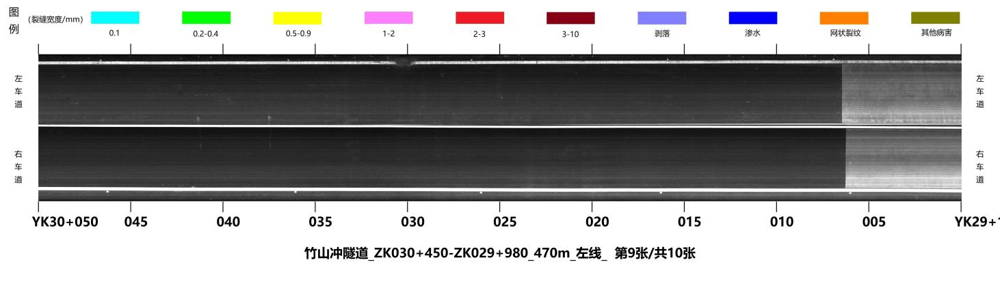 图例
(裂缝宽度/mm)
0.1
0.2-0.4
0.5-0.9
1-2
2-3
3-10
剥落
渗水
网状裂纹
其他病害
左车道
左车道
右车道
右车道
YK30+050 045 040 035 030 025 020 015 010 005 YK29+
竹山冲隧道_ZK030+450-ZK029+980_470m_左线_ 第9张/共10张